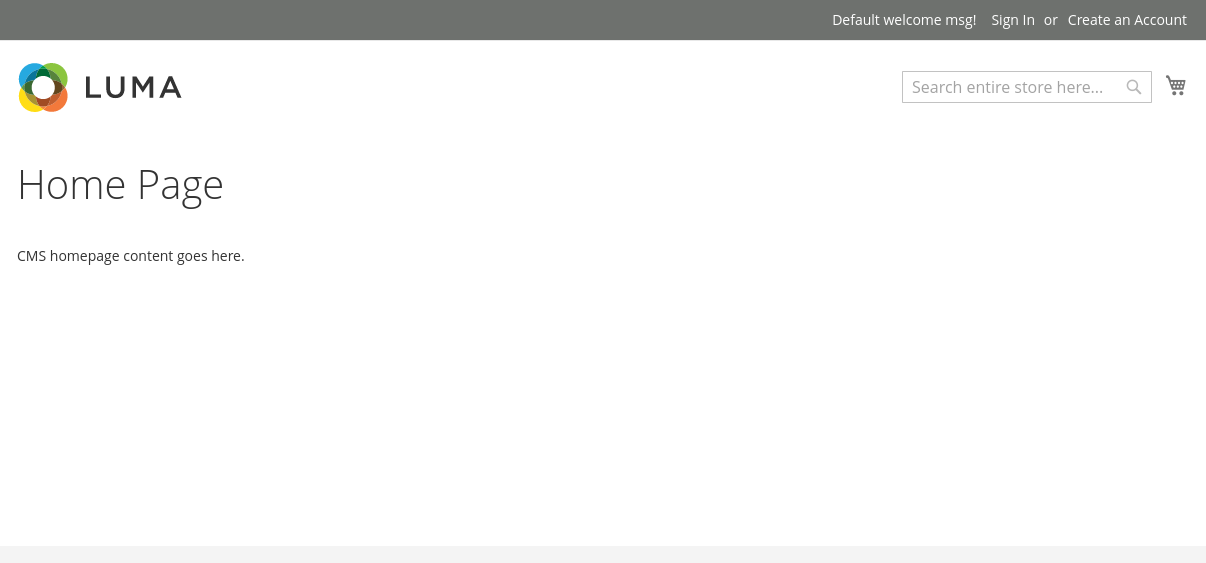 Default welcome msg! Sign In or Create an Account
LUMA
Search entire store here...
Home Page
CMS homepage content goes here.